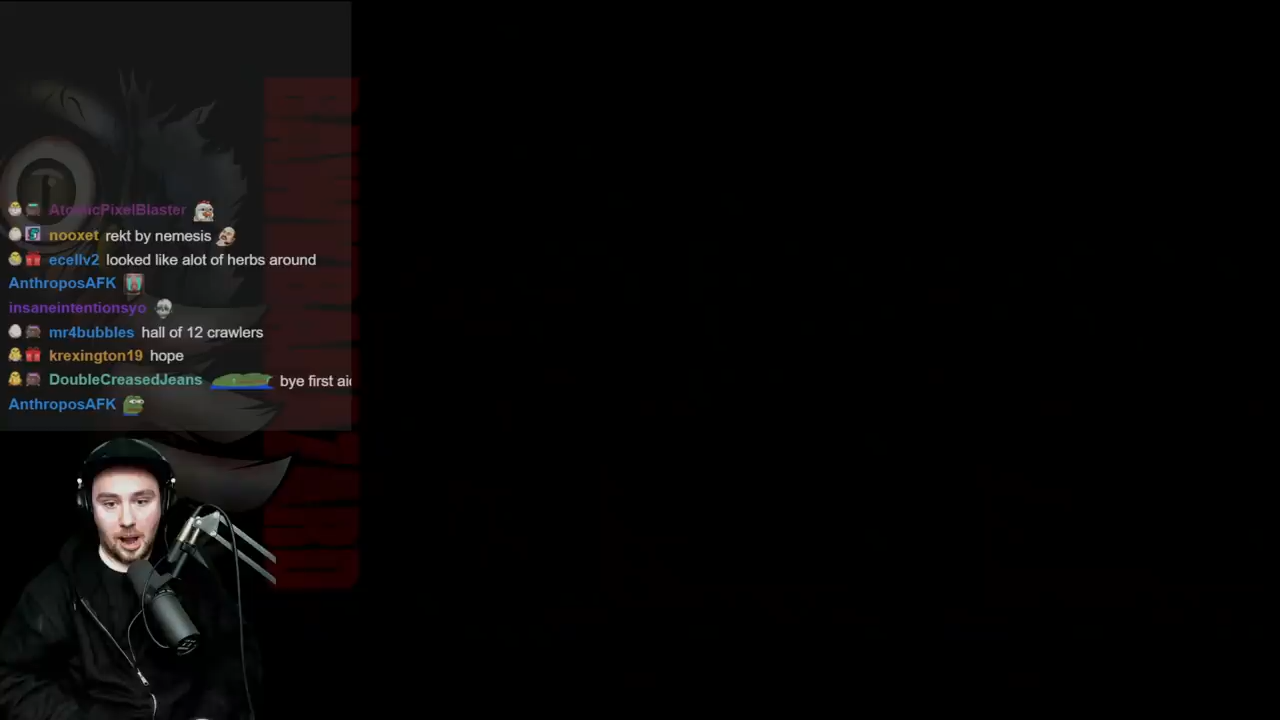 AtomicPixelBlaster
nooxet rekt by nemesis
ecellv2 looked like alot of herbs around
AnthroposAFK
insaneintentionsyo
mr4bubbles hall of 12 crawlers
krexington19 hope
DoubleCreasedJeans bye first aid
AnthroposAFK